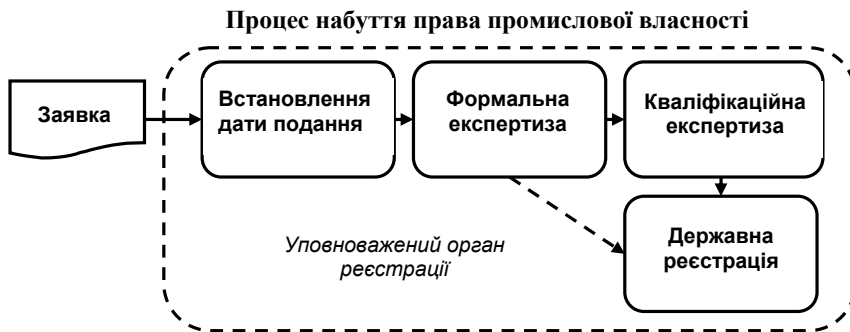 Процес набуття права промислової власності
Заявка
Встановлення
дати подання
Формальна
експертиза
Кваліфікаційна
експертиза
Уповноважений орган
реєстрації
Державна
реєстрація